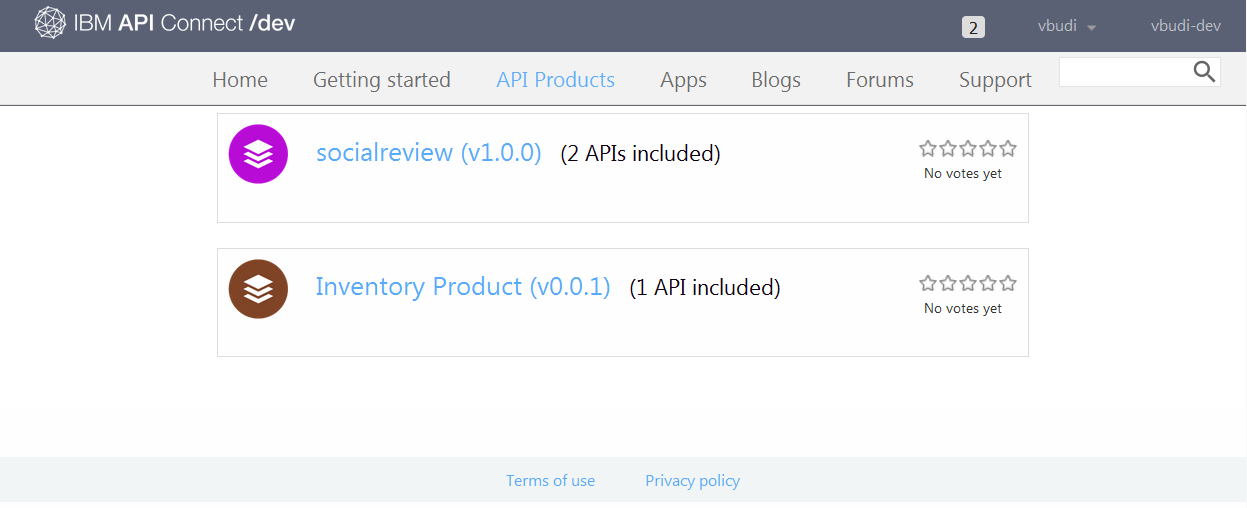 IBM API Connect /dev
2
vbudi
vbudi-dev
Home Getting started API Products Apps Blogs Forums Support
socialreview (v1.0.0) (2 APIs included)
No votes yet
Inventory Product (v0.0.1) (1 API included)
No votes yet
Terms of use Privacy policy